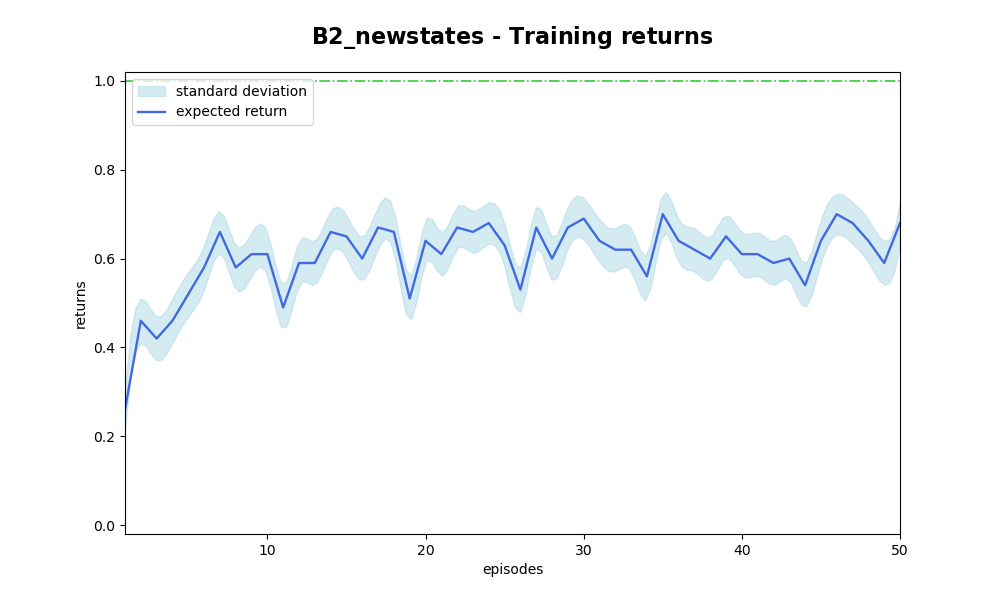 B2_newstates - Training returns
standard deviation
expected return
1.0
0.8
0.6
0.4
0.2
0.0
returns
10
20
30
40
50
episodes